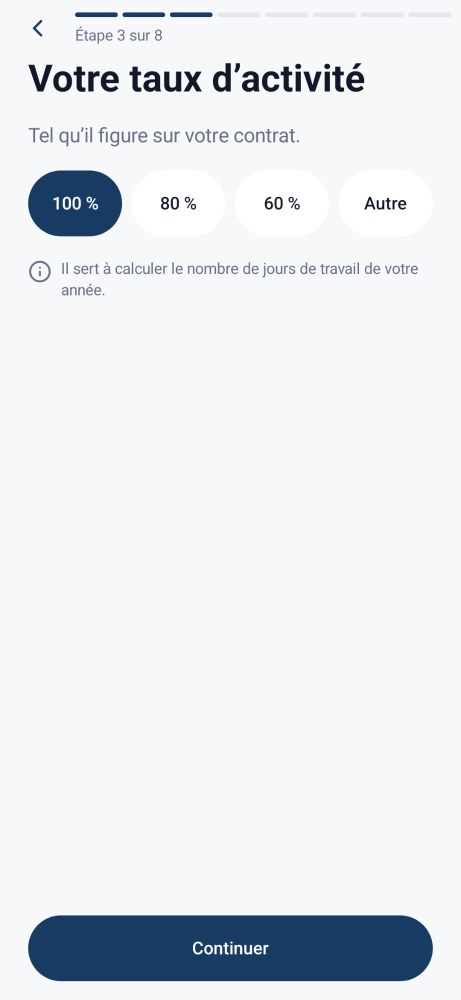 Étape 3 sur 8
Votre taux d’activité
Tel qu’il figure sur votre contrat.
100 %
80 %
60 %
Autre
Il sert à calculer le nombre de jours de travail de votre
année.
Continuer